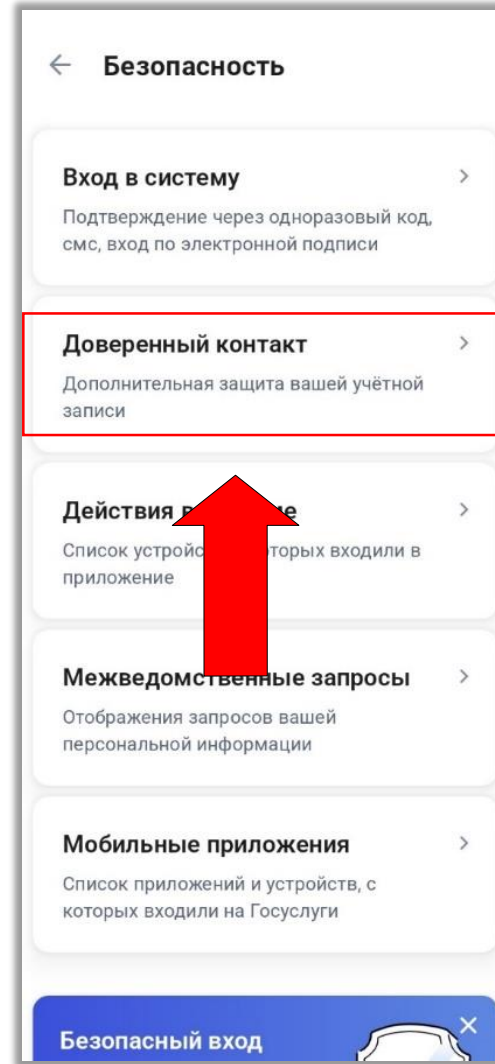 Безопасность
Вход в систему
Подтверждение через одноразовый код,
смс, вход по электронной подписи
Доверенный контакт
Дополнительная защита вашей учётной
записи
Действия в
Список входили в
приложение
Межведомственные запросы
Отображения запросов вашей
персональной информации
Мобильные приложения
Список приложений и устройств, с
которых входили на Госуслуги
Безопасный вход